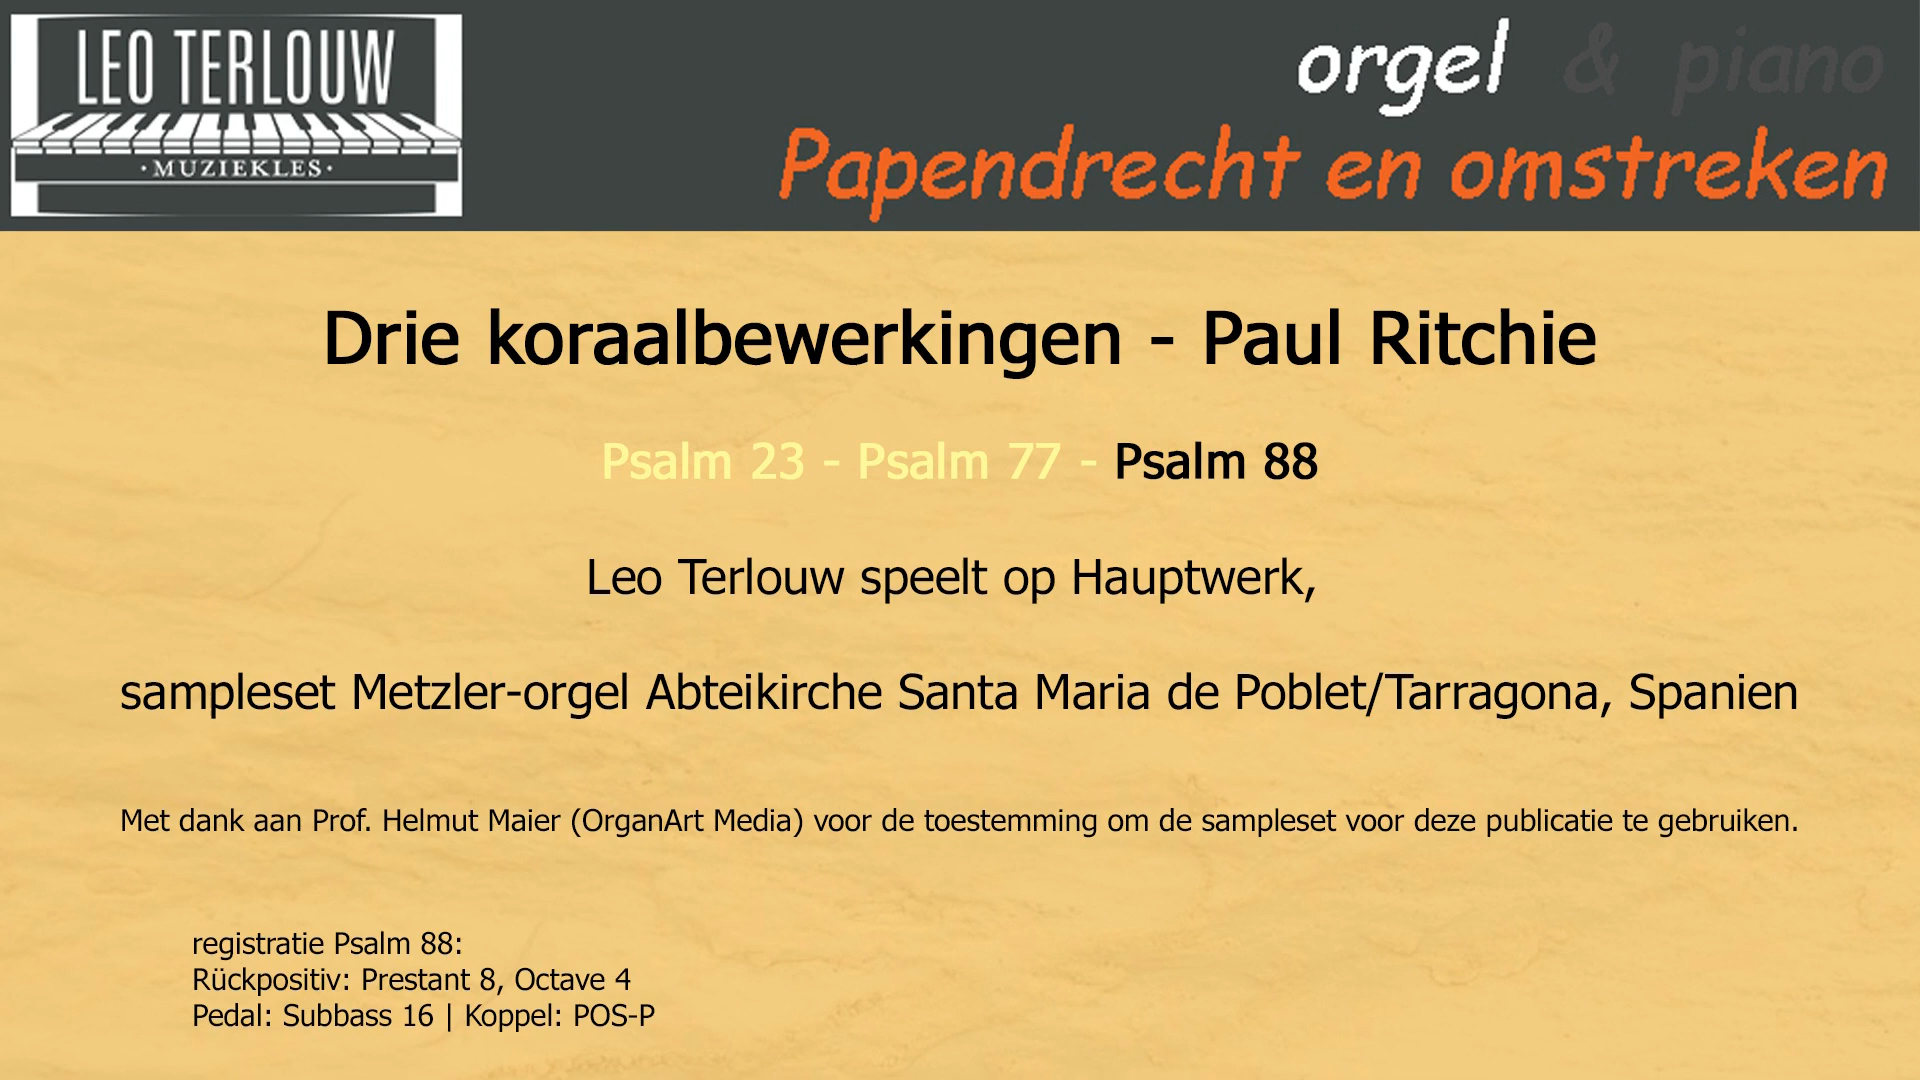 LEO TERLOUW
·MUZIEKLES·
orgel & piano
Papendrecht en omstreken
Drie koraalbewerkingen - Paul Ritchie
Psalm 23 - Psalm 77 - Psalm 88
Leo Terlouw speelt op Hauptwerk,
sampleset Metzler-orgel Abteikirche Santa Maria de Poblet/Tarragona, Spanien
Met dank aan Prof. Helmut Maier (OrganArt Media) voor de toestemming om de sampleset voor deze publicatie te gebruiken.
registratie Psalm 88:
Rückpositiv: Prestant 8, Octave 4
Pedal: Subbass 16 | Koppel: POS-P